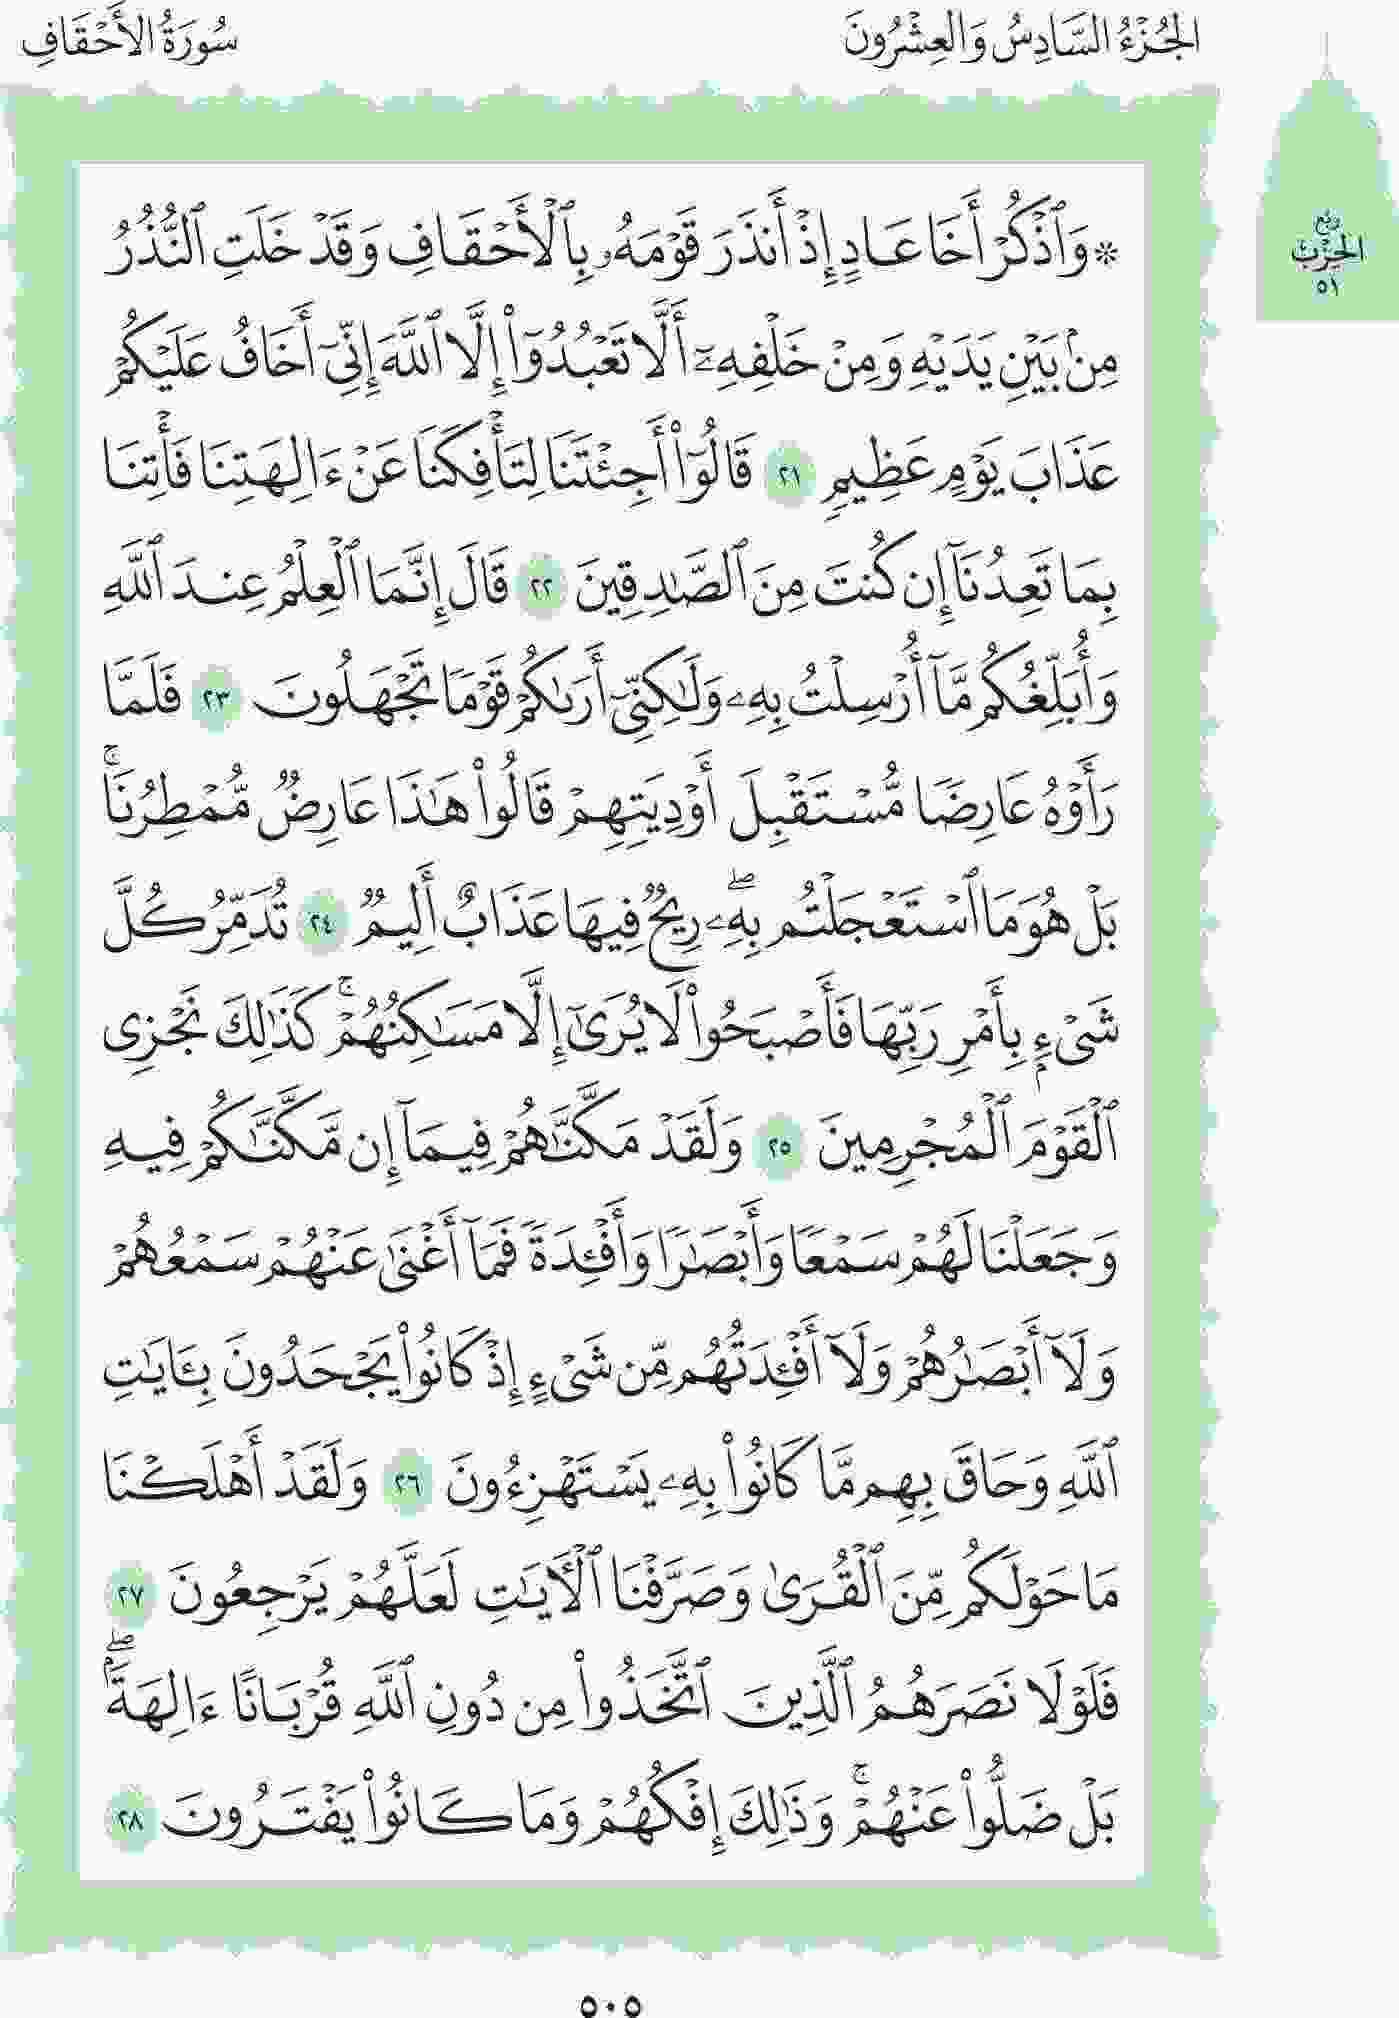 الجُزْءُ السَّادِسُ وَالعِشْرُونَ
سُورَةُ الأَحْقَافِ
ربع
الحِزْب
٥١
۞ وَٱذۡكُرۡ أَخَا عَادٍ إِذۡ أَنذَرَ قَوۡمَهُۥ بِٱلۡأَحۡقَافِ وَقَدۡ خَلَتِ ٱلنُّذُرُ
مِنۢ بَيۡنِ يَدَيۡهِ وَمِنۡ خَلۡفِهِۦٓ أَلَّا تَعۡبُدُوٓاْ إِلَّا ٱللَّهَ إِنِّيٓ أَخَافُ عَلَيۡكُمۡ
عَذَابَ يَوۡمٍ عَظِيمٖ ٢١ قَالُوٓاْ أَجِئۡتَنَا لِتَأۡفِكَنَا عَنۡ ءَالِهَتِنَا فَأۡتِنَا
بِمَا تَعِدُنَآ إِن كُنتَ مِنَ ٱلصَّٰدِقِينَ ٢٢ قَالَ إِنَّمَا ٱلۡعِلۡمُ عِندَ ٱللَّهِ
وَأُبَلِّغُكُم مَّآ أُرۡسِلۡتُ بِهِۦ وَلَٰكِنِّيٓ أَرَىٰكُمۡ قَوۡمٗا تَجۡهَلُونَ ٢٣ فَلَمَّا
رَأَوۡهُ عَارِضٗا مُّسۡتَقۡبِلَ أَوۡدِيَتِهِمۡ قَالُواْ هَٰذَا عَارِضٞ مُّمۡطِرُنَاۚ
بَلۡ هُوَ مَا ٱسۡتَعۡجَلۡتُم بِهِۦۖ رِيحٞ فِيهَا عَذَابٌ أَلِيمٞ ٢٤ تُدَمِّرُ كُلَّ
شَيۡءِۭ بِأَمۡرِ رَبِّهَا فَأَصۡبَحُواْ لَا يُرَىٰٓ إِلَّا مَسَٰكِنُهُمۡۚ كَذَٰلِكَ نَجۡزِي
ٱلۡقَوۡمَ ٱلۡمُجۡرِمِينَ ٢٥ وَلَقَدۡ مَكَّنَّٰهُمۡ فِيمَآ إِن مَّكَّنَّٰكُمۡ فِيهِ
وَجَعَلۡنَا لَهُمۡ سَمۡعٗا وَأَبۡصَٰرٗا وَأَفۡـِٔدَةٗ فَمَآ أَغۡنَىٰ عَنۡهُمۡ سَمۡعُهُمۡ
وَلَآ أَبۡصَٰرُهُمۡ وَلَآ أَفۡـِٔدَتُهُم مِّن شَيۡءٍ إِذۡ كَانُواْ يَجۡحَدُونَ بِـَٔايَٰتِ
ٱللَّهِ وَحَاقَ بِهِم مَّا كَانُواْ بِهِۦ يَسۡتَهۡزِءُونَ ٢٦ وَلَقَدۡ أَهۡلَكۡنَا
مَا حَوۡلَكُم مِّنَ ٱلۡقُرَىٰ وَصَرَّفۡنَا ٱلۡأٓيَٰتِ لَعَلَّهُمۡ يَرۡجِعُونَ ٢٧
فَلَوۡلَا نَصَرَهُمُ ٱلَّذِينَ ٱتَّخَذُواْ مِن دُونِ ٱللَّهِ قُرۡبَانًا ءَالِهَةَۢۖ
بَلۡ ضَلُّواْ عَنۡهُمۡۚ وَذَٰلِكَ إِفۡكُهُمۡ وَمَا كَانُواْ يَفۡتَرُونَ ٢٨
٥٠٥